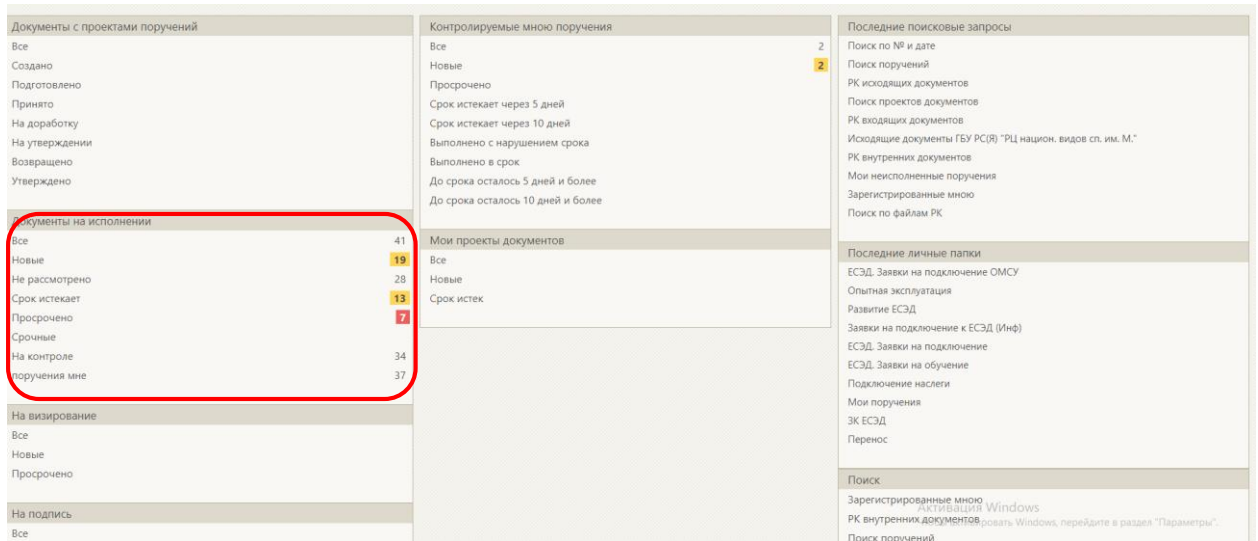 Документы с проектами поручений
Все
Создано
Подготовлено
Принято
На доработку
На утверждении
Возвращено
Утверждено
Документы на исполнении
Все 41
Новые 19
Не рассмотрено 28
Срок истекает 13
Просрочено 7
Срочные
На контроле 34
поручения мне 37
На визирование
Все
Новые
Просрочено
На подпись
Все
Контролируемые мною поручения
Все 2
Новые 2
Просрочено
Срок истекает через 5 дней
Срок истекает через 10 дней
Выполнено с нарушением срока
Выполнено в срок
До срока осталось 5 дней и более
До срока осталось 10 дней и более
Мои проекты документов
Все
Новые
Срок истек
Последние поисковые запросы
Поиск по № и дате
Поиск поручений
РК исходящих документов
Поиск проектов документов
РК входящих документов
Исходящие документы ГБУ РС(Я) "РЦ национ. видов сп. им. М."
РК внутренних документов
Мои неисполненные поручения
Зарегистрированные мною
Поиск по файлам РК
Последние личные папки
ЕСЭД. Заявки на подключение ОМСУ
Опытная эксплуатация
Развитие ЕСЭД
Заявки на подключение к ЕСЭД (Инф)
ЕСЭД. Заявки на подключение
ЕСЭД. Заявки на обучение
Подключение наслеги
Мои поручения
ЗК ЕСЭД
Перенос
Поиск
Зарегистрированные мною
РК внутренних документов
Поиск поручений
Активация Windows
Windows, перейдите в раздел "Параметры".